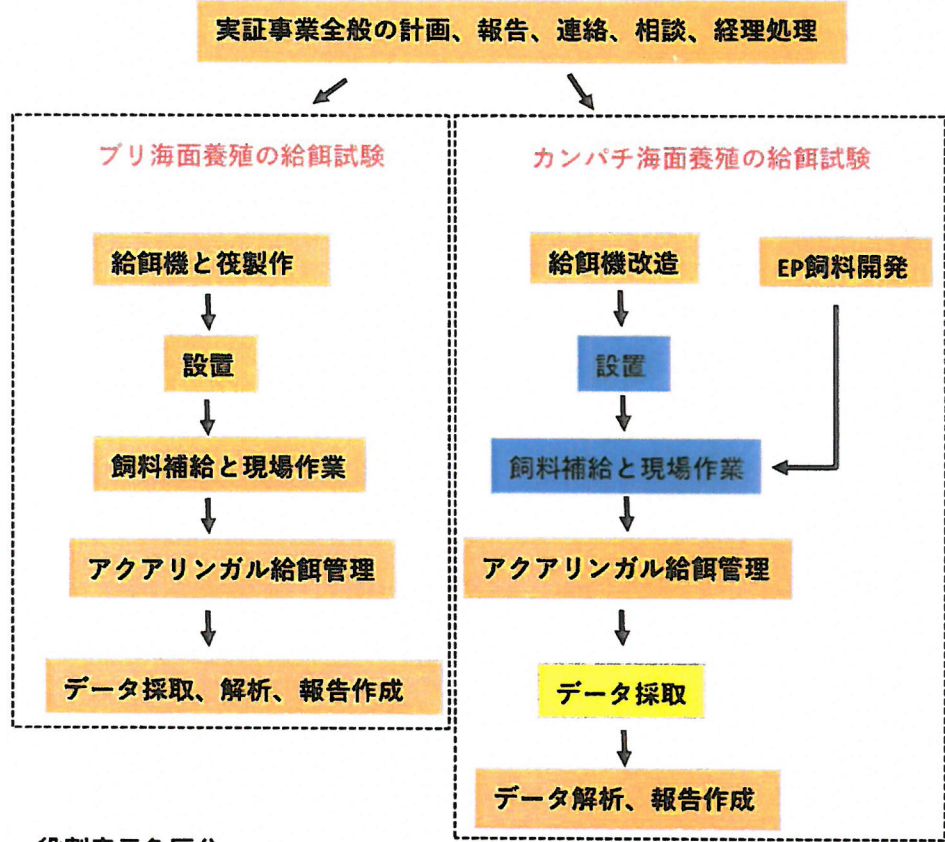 実証事業全般の計画、報告、連絡、相談、経理処理
ブリ海面養殖の給餌試験
給餌機と筏製作
設置
飼料補給と現場作業
アクアリンガル給餌管理
データ採取、解析、報告作成
カンパチ海面養殖の給餌試験
給餌機改造
EP飼料開発
設置
飼料補給と現場作業
アクアリンガル給餌管理
データ採取
データ解析、報告作成